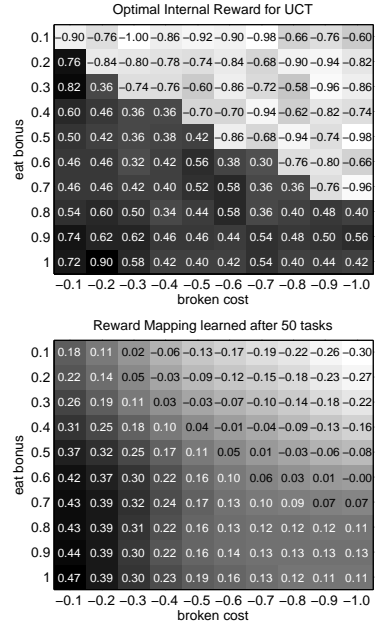 Optimal Internal Reward for UCT
0.1 −0.90 −0.76 −1.00 −0.86 −0.92 −0.90 −0.98 −0.66 −0.76 −0.60
0.2 0.76 −0.84 −0.80 −0.78 −0.74 −0.84 −0.68 −0.90 −0.94 −0.82
0.3 0.82 0.36 −0.74 −0.76 −0.60 −0.86 −0.72 −0.58 −0.96 −0.86
0.4 0.60 0.46 0.36 0.36 −0.70 −0.70 −0.94 −0.62 −0.82 −0.74
0.5 0.50 0.42 0.36 0.38 0.42 −0.86 −0.68 −0.94 −0.74 −0.98
0.6 0.46 0.46 0.32 0.42 0.56 0.38 0.30 −0.76 −0.80 −0.66
0.7 0.46 0.46 0.42 0.40 0.52 0.58 0.36 0.36 −0.76 −0.96
0.8 0.54 0.60 0.50 0.34 0.44 0.58 0.36 0.40 0.48 0.40
0.9 0.74 0.62 0.62 0.46 0.46 0.44 0.54 0.48 0.50 0.56
1 0.72 0.90 0.58 0.42 0.40 0.42 0.54 0.40 0.44 0.42
eat bonus
−0.1 −0.2 −0.3 −0.4 −0.5 −0.6 −0.7 −0.8 −0.9 −1.0
broken cost
Reward Mapping learned after 50 tasks
0.1 0.18 0.11 0.02 −0.06 −0.13 −0.17 −0.19 −0.22 −0.26 −0.30
0.2 0.22 0.14 0.05 −0.03 −0.09 −0.12 −0.15 −0.18 −0.23 −0.27
0.3 0.26 0.19 0.11 0.03 −0.03 −0.07 −0.10 −0.14 −0.18 −0.22
0.4 0.31 0.25 0.18 0.10 0.04 −0.01 −0.04 −0.09 −0.13 −0.16
0.5 0.37 0.32 0.25 0.17 0.11 0.05 0.01 −0.03 −0.06 −0.08
0.6 0.42 0.37 0.30 0.22 0.16 0.10 0.06 0.03 0.01 −0.00
0.7 0.43 0.39 0.32 0.24 0.17 0.13 0.10 0.09 0.07 0.07
0.8 0.43 0.39 0.31 0.22 0.16 0.13 0.12 0.12 0.12 0.11
0.9 0.44 0.39 0.30 0.22 0.16 0.14 0.13 0.13 0.13 0.13
1 0.47 0.39 0.30 0.23 0.19 0.16 0.13 0.12 0.11 0.11
eat bonus
−0.1 −0.2 −0.3 −0.4 −0.5 −0.6 −0.7 −0.8 −0.9 −1.0
broken cost